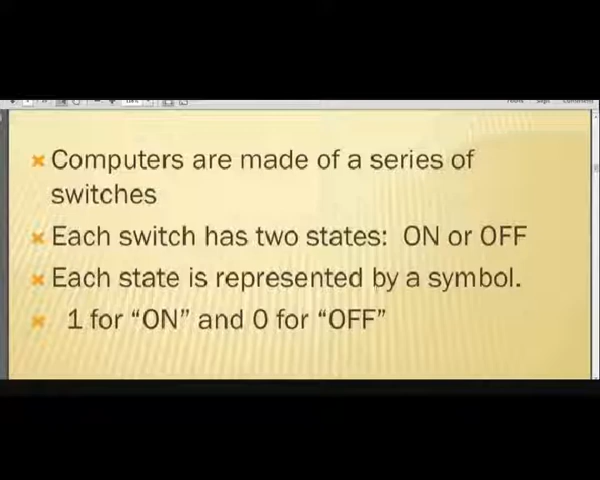 Computers are made of a series of
switches
Each switch has two states:  ON or OFF
Each state is represented by a symbol.
1 for “ON” and 0 for “OFF”